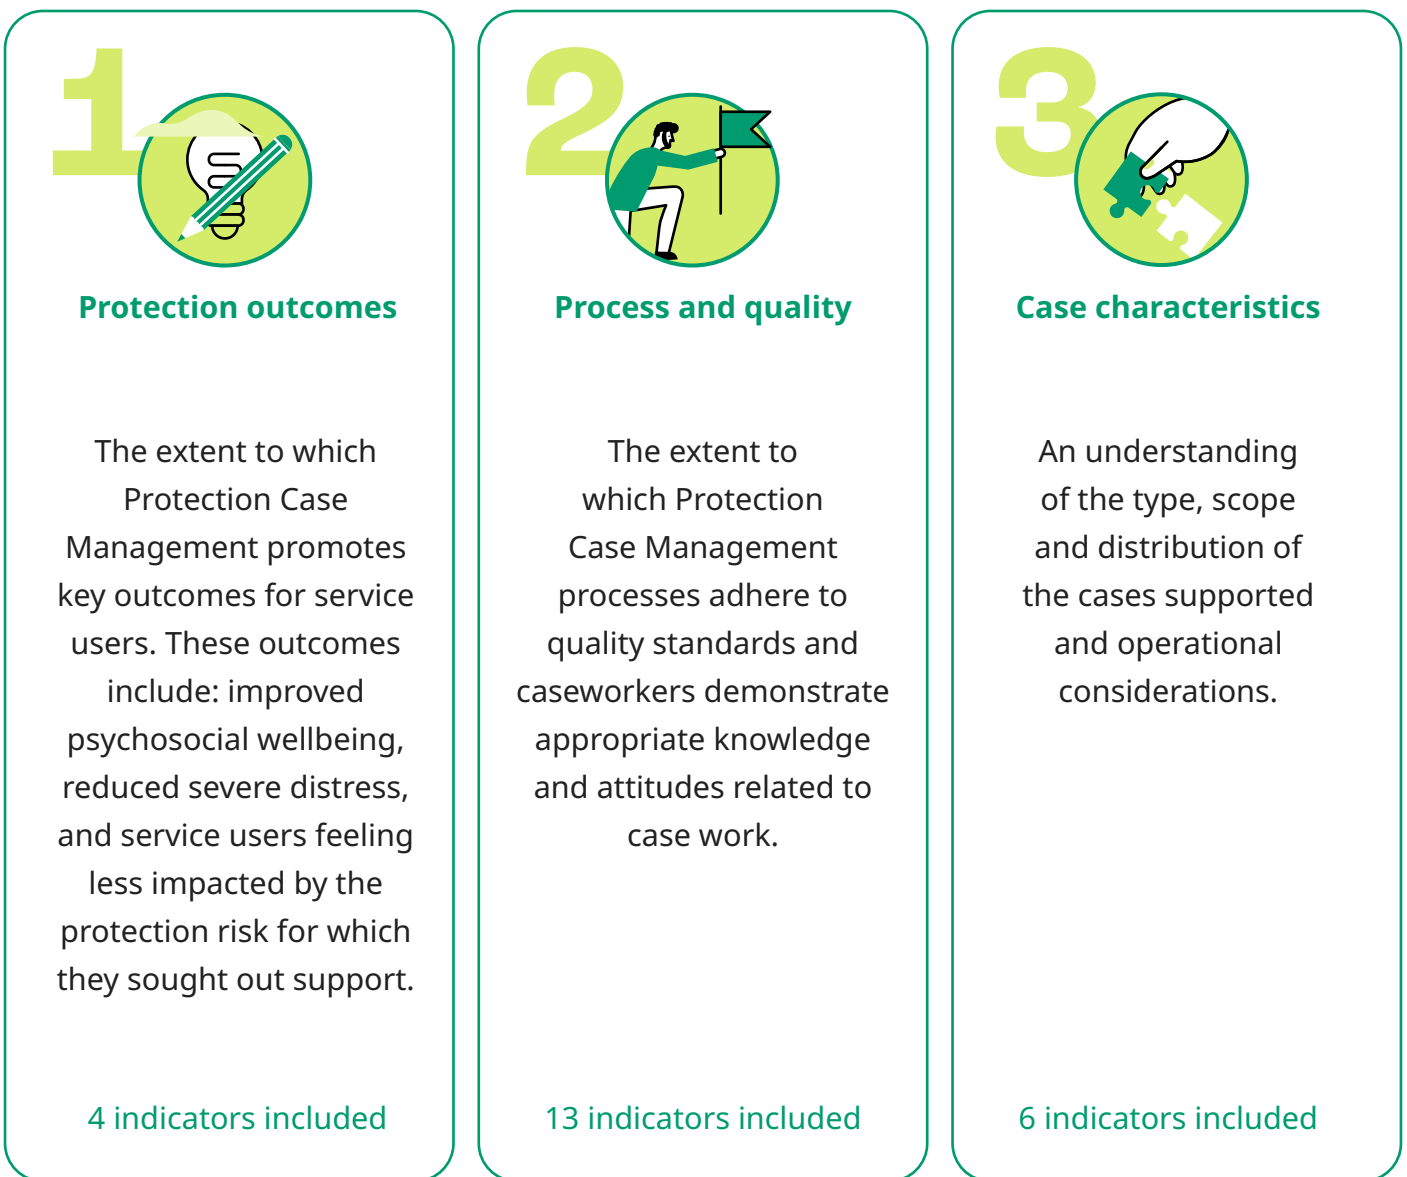 1
Protection outcomes
The extent to which
Protection Case
Management promotes
key outcomes for service
users. These outcomes
include: improved
psychosocial wellbeing,
reduced severe distress,
and service users feeling
less impacted by the
protection risk for which
they sought out support.
4 indicators included
2
Process and quality
The extent to
which Protection
Case Management
processes adhere to
quality standards and
caseworkers demonstrate
appropriate knowledge
and attitudes related to
case work.
13 indicators included
3
Case characteristics
An understanding
of the type, scope
and distribution of
the cases supported
and operational
considerations.
6 indicators included